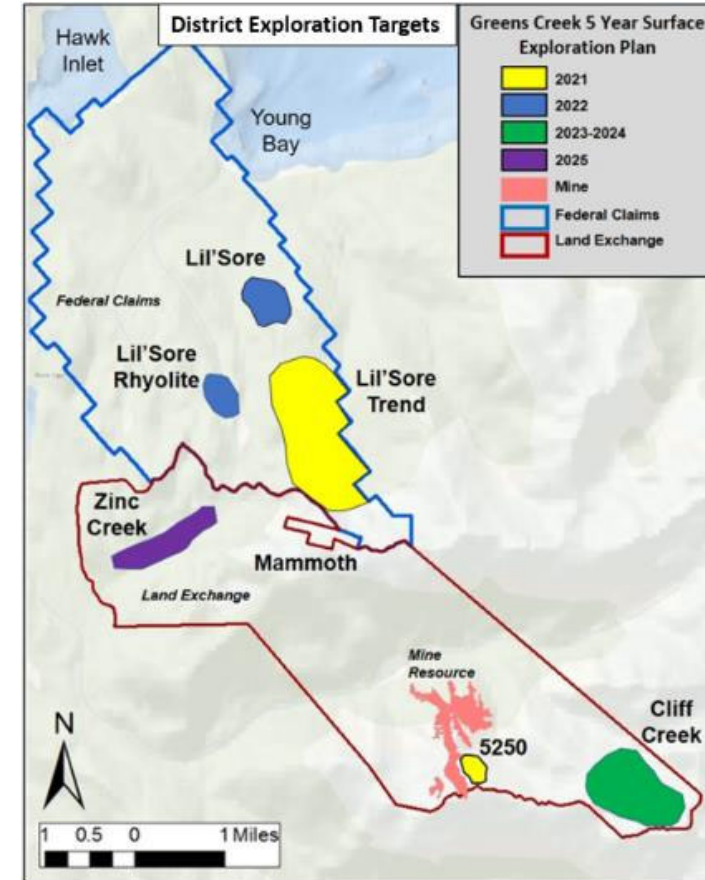 District Exploration Targets
Greens Creek 5 Year Surface
Exploration Plan
2021
2022
2023-2024
2025
Mine
Federal Claims
Land Exchange
Hawk
Inlet
Young
Bay
Lil'Sore
Federal Claims
Lil'Sore
Rhyolite
Lil'Sore
Trend
Zinc
Creek
Mammoth
Land Exchange
Mine
Resource
5250
Cliff
Creek
N
1 0.5 0 1 Miles